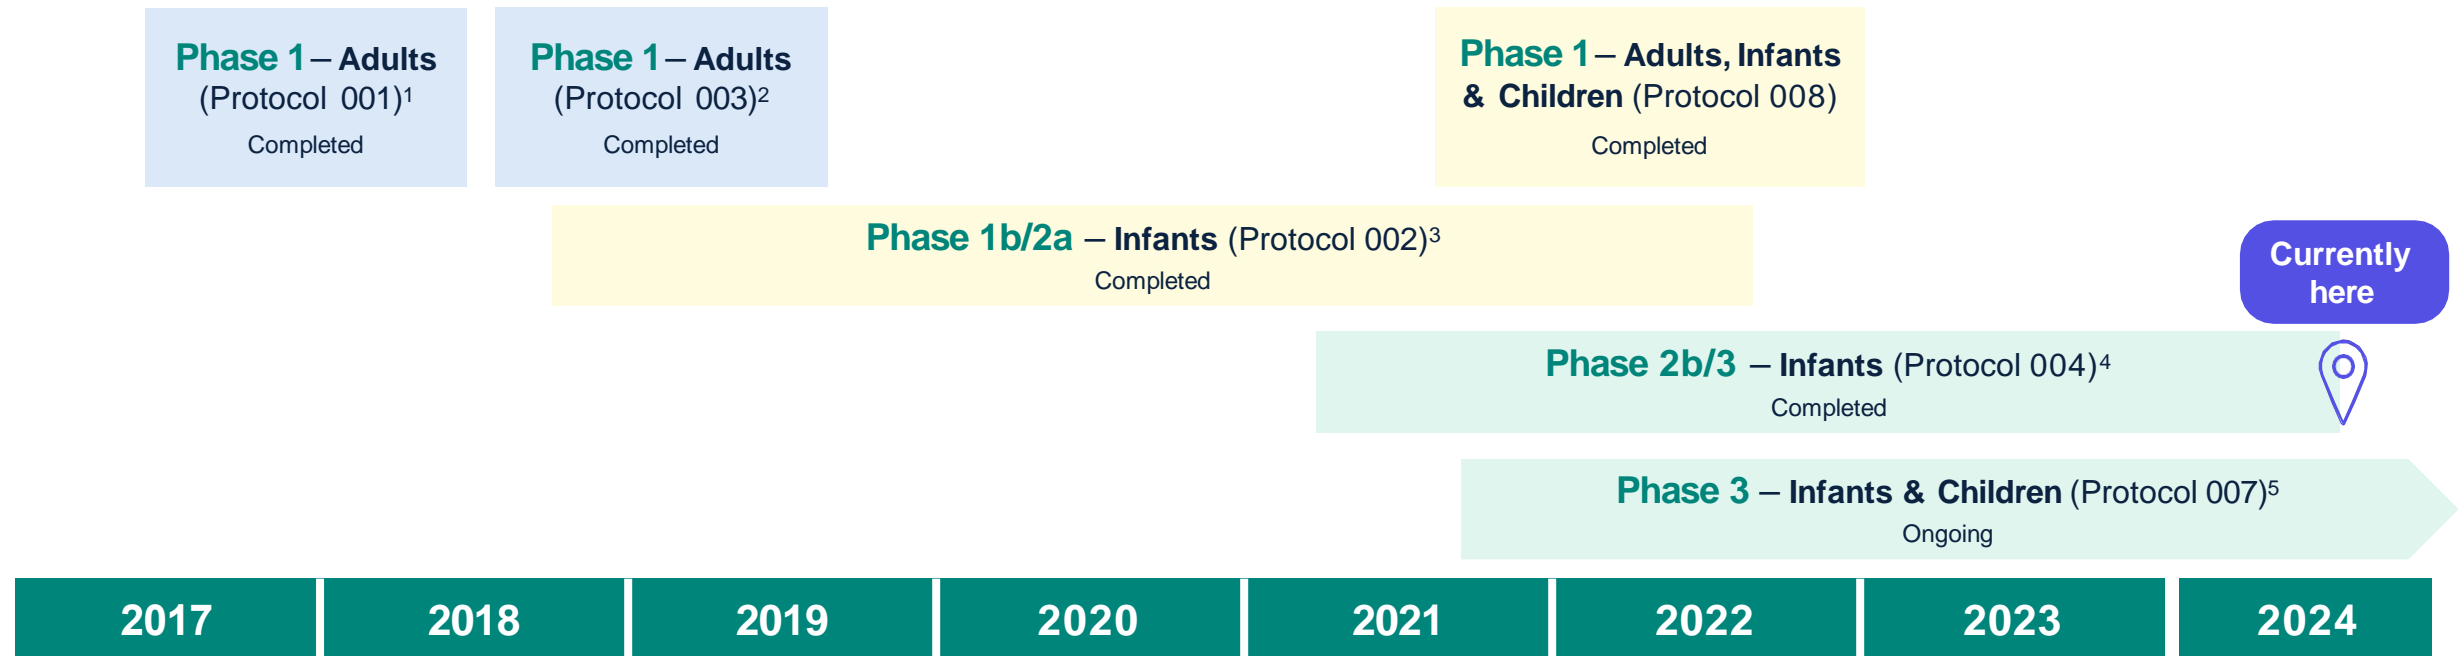 Phase 1 – Adults
(Protocol 001)¹
Completed
Phase 1 – Adults
(Protocol 003)²
Completed
Phase 1 – Adults, Infants
& Children (Protocol 008)
Completed
Phase 1b/2a – Infants (Protocol 002)³
Completed
Currently
here
Phase 2b/3 – Infants (Protocol 004)⁴
Completed
Phase 3 – Infants & Children (Protocol 007)⁵
Ongoing
2017 2018 2019 2020 2021 2022 2023 2024